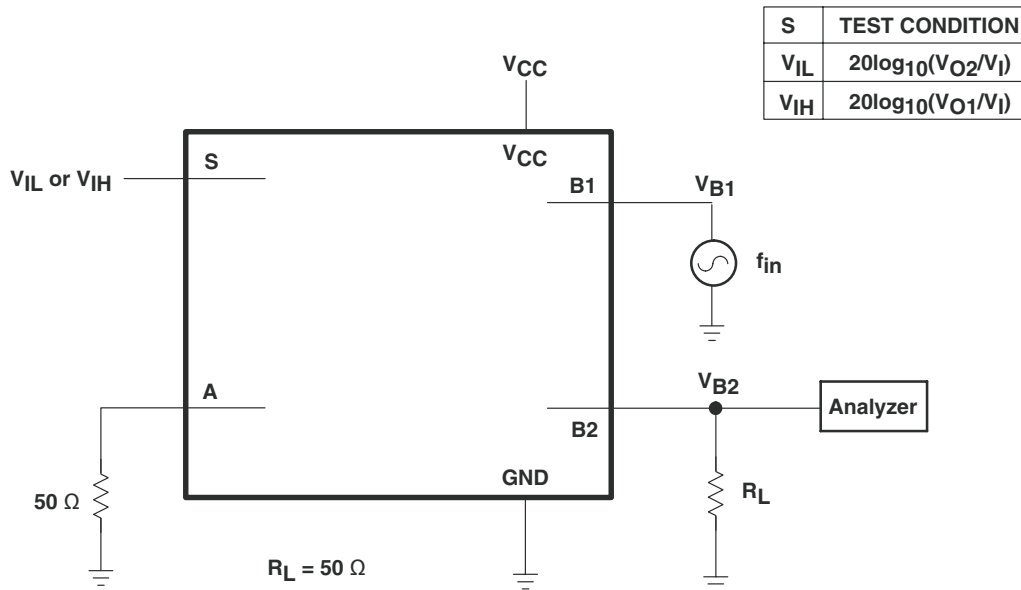 S TEST CONDITION
VIL 20log10(VO2/VI)
VIH 20log10(VO1/VI)
VCC
VCC
S
VIL or VIH
B1
VB1
fin
A
VB2
B2
Analyzer
GND
50 Ω
RL
RL = 50 Ω